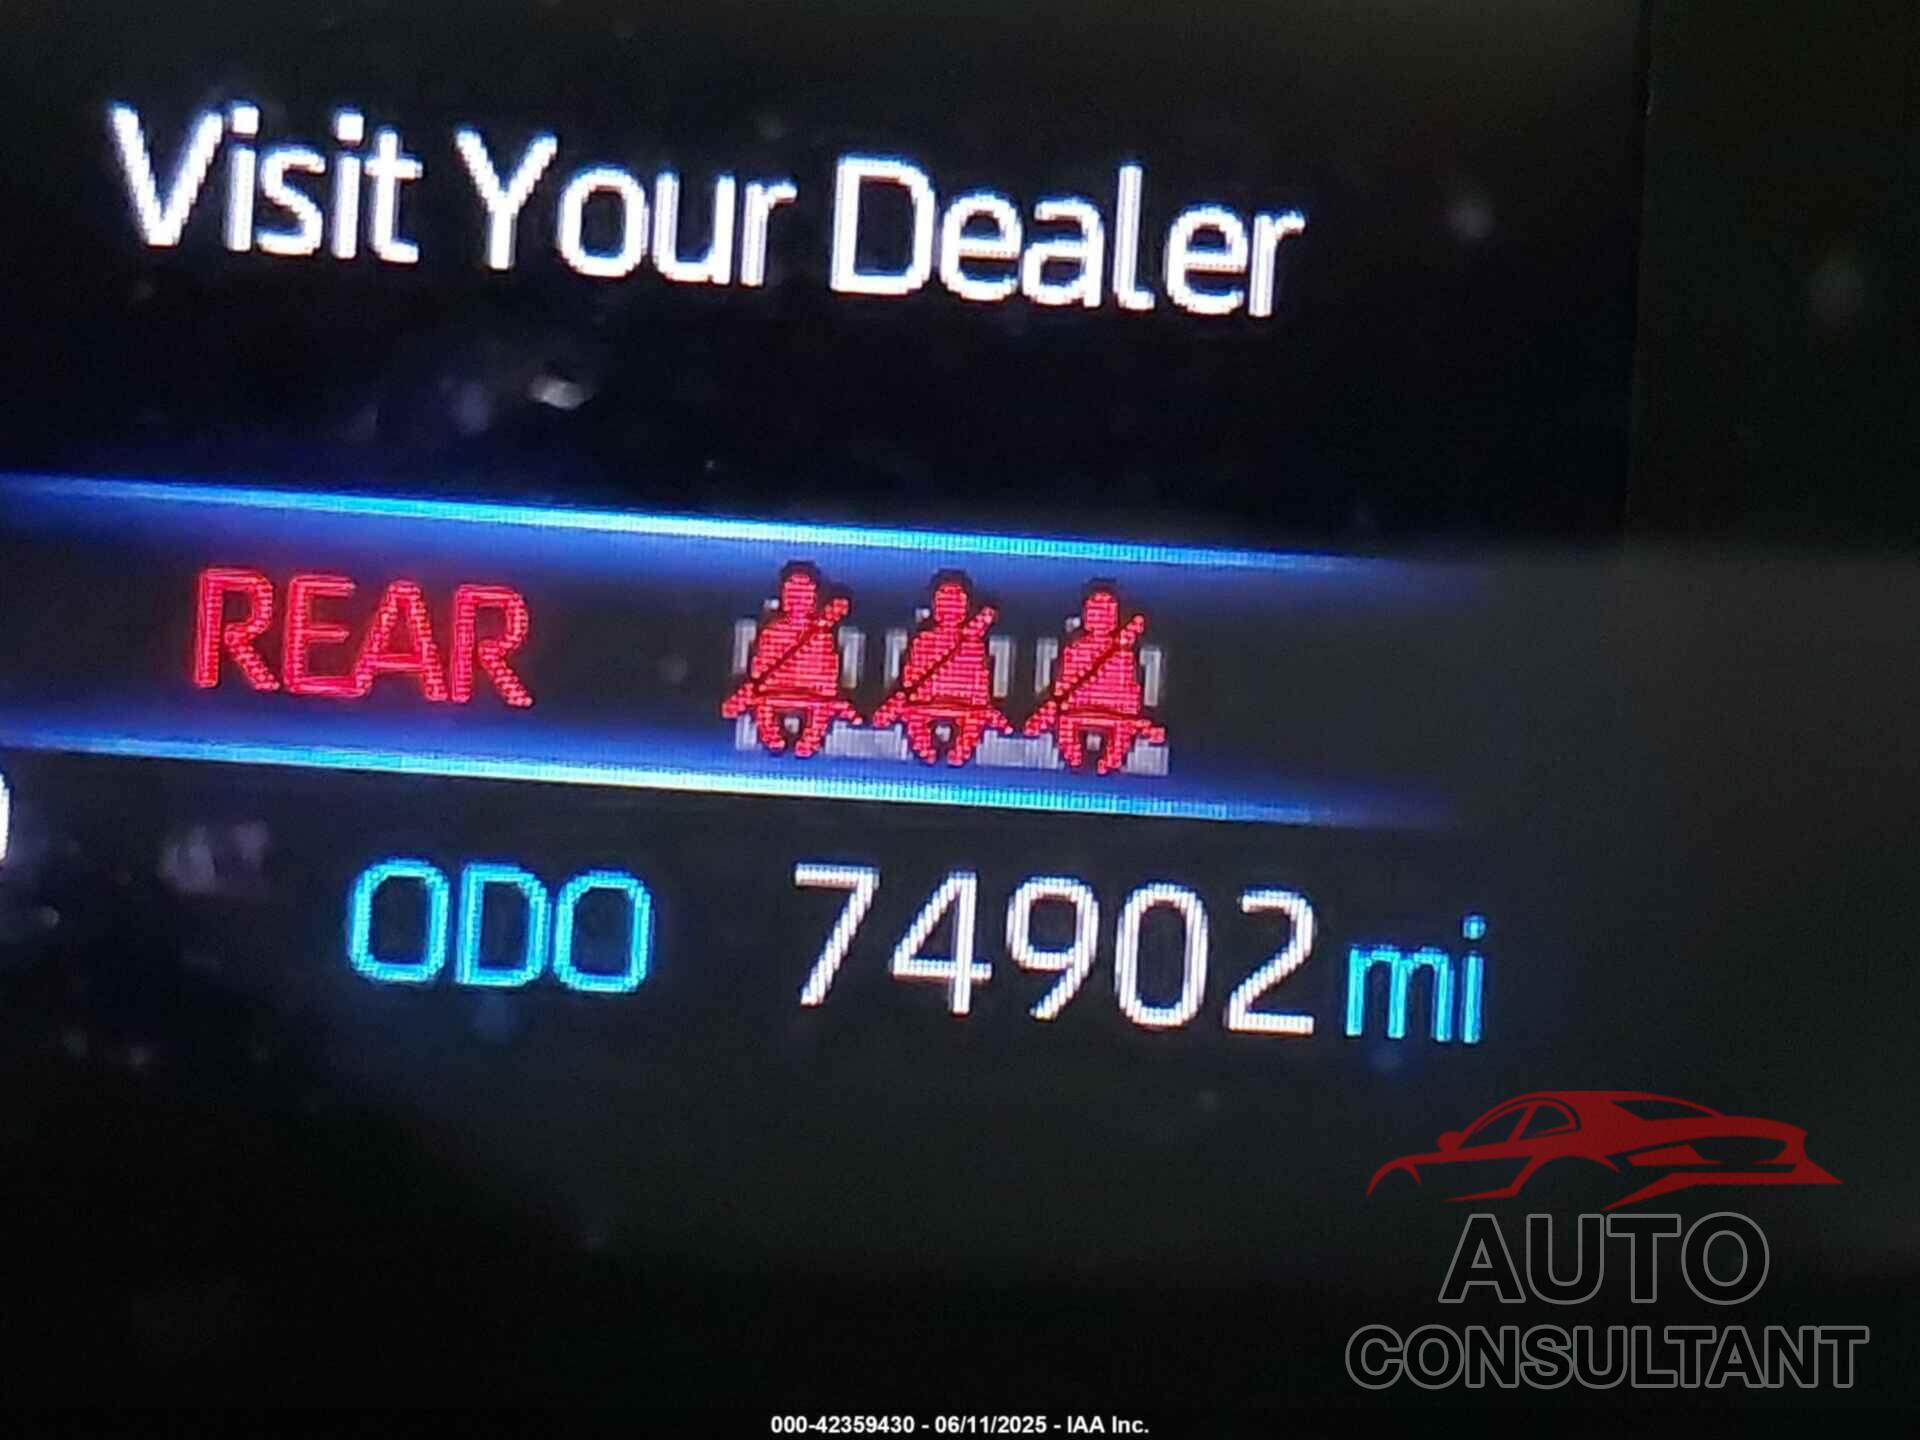 Visit Your Dealer
REAR
ODO 74902 mi
AUTO
CONSULTANT
000-42359430 - 06/11/2025 - IAA Inc.